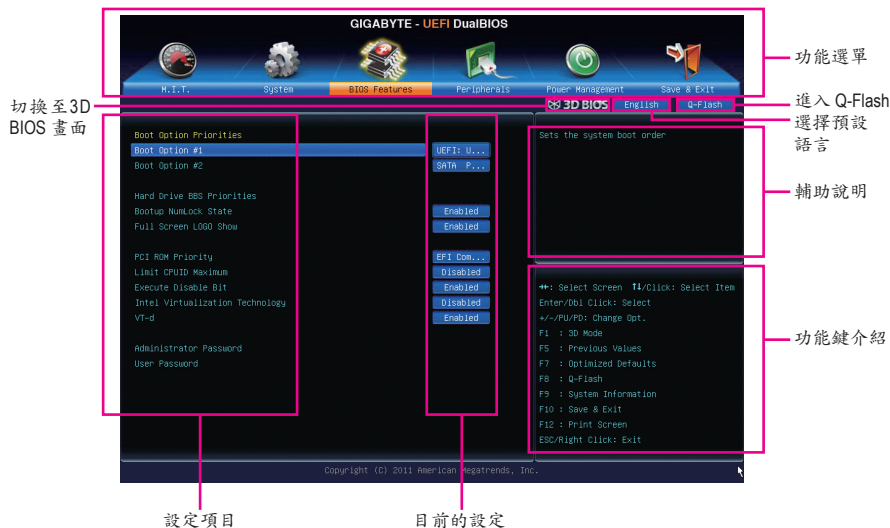 GIGABYTE - UEFI DualBIOS
M.I.T.
System
BIOS Features
Peripherals
Power Management
Save & Exit
功能選單
切換至3D
BIOS 畫面
3D BIOS
English
Q-Flash
進入 Q-Flash
選擇預設
語言
Boot Option Priorities
Boot Option #1 UEFI: U...
Boot Option #2 SATA P...
Hard Drive BBS Priorities
Bootup NumLock State Enabled
Full Screen LOGO Show Enabled
PCI ROM Priority EFI Com...
Limit CPUID Maximum Disabled
Execute Disable Bit Enabled
Intel Virtualization Technology Disabled
VT-d Enabled
Administrator Password
User Password
Sets the system boot order
輔助說明
→←: Select Screen ↑↓/Click: Select Item
Enter/Dbl Click: Select
+/-/PU/PD: Change Opt.
F1 : 3D Mode
F5 : Previous Values
F7 : Optimized Defaults
F8 : Q-Flash
F9 : System Information
F10 : Save & Exit
F12 : Print Screen
ESC/Right Click: Exit
功能鍵介紹
Copyright (C) 2011 American Megatrends, Inc.
設定項目
目前的設定